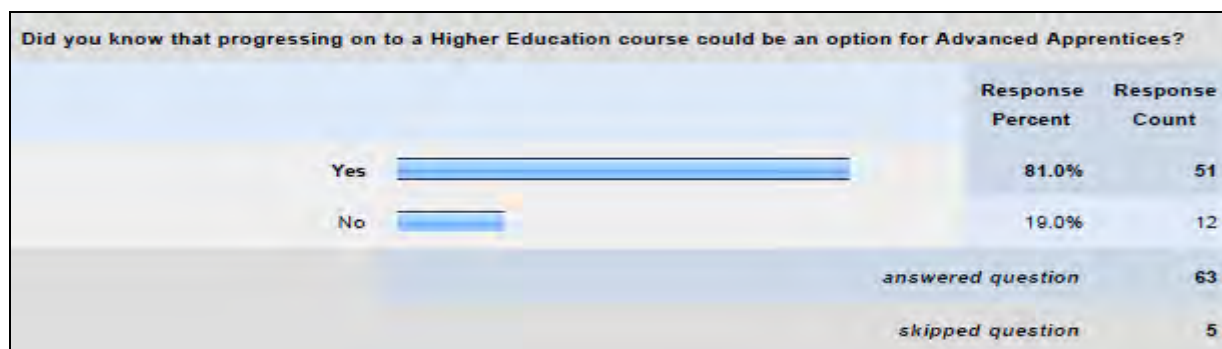 Did you know that progressing on to a Higher Education course could be an option for Advanced Apprentices?
Response Percent Response Count
Yes 81.0% 51
No 19.0% 12
answered question 63
skipped question 5